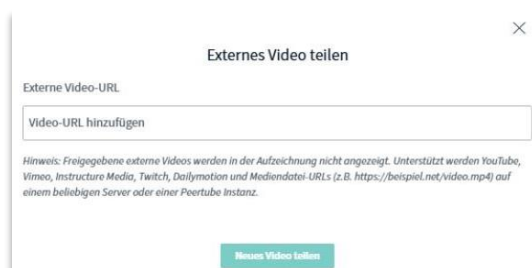 Externes Video teilen
Externe Video-URL
Video-URL hinzufügen
Hinweis: Freigegebene externe Videos werden in der Aufzeichnung nicht angezeigt. Unterstützt werden YouTube,
Vimeo, Instructure Media, Twitch, Dailymotion und Mediendatei-URLs (z.B. https://beispiel.net/video.mp4) auf
einem beliebigen Server oder einer Peertube Instanz.
Neues Video teilen